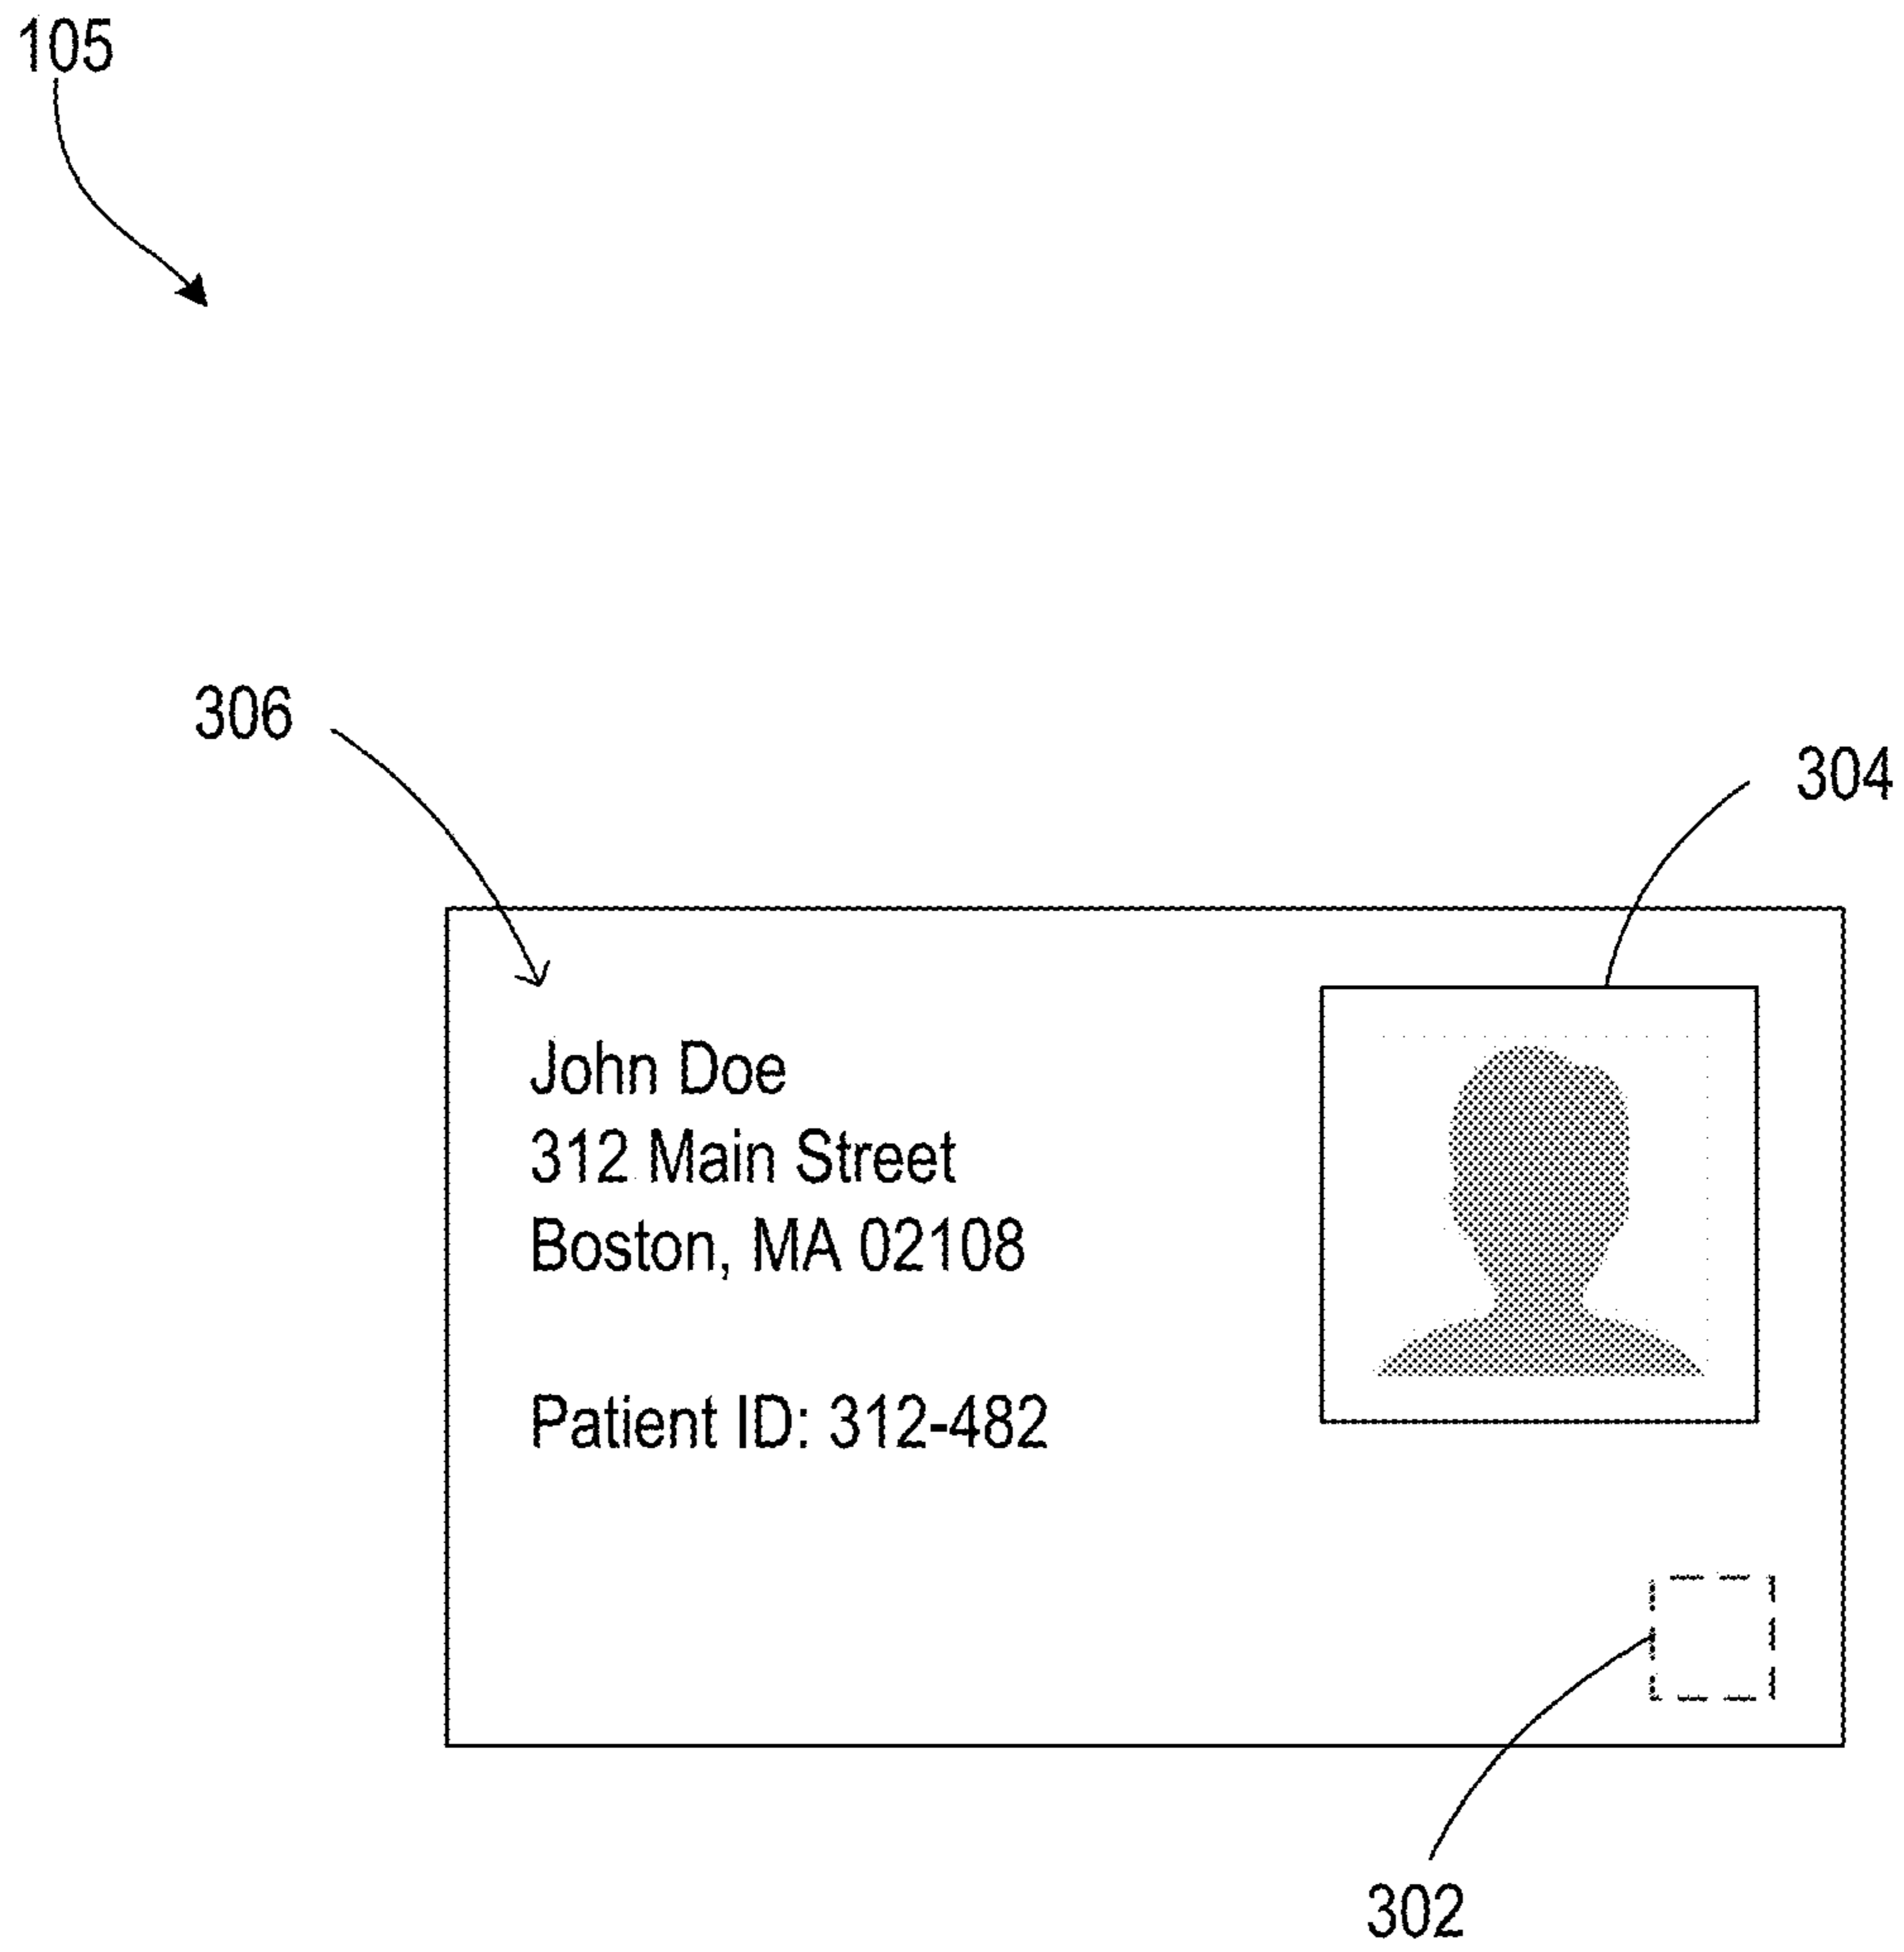 105
306
304
John Doe
312 Main Street
Boston, MA 02108
Patient ID: 312-482
302